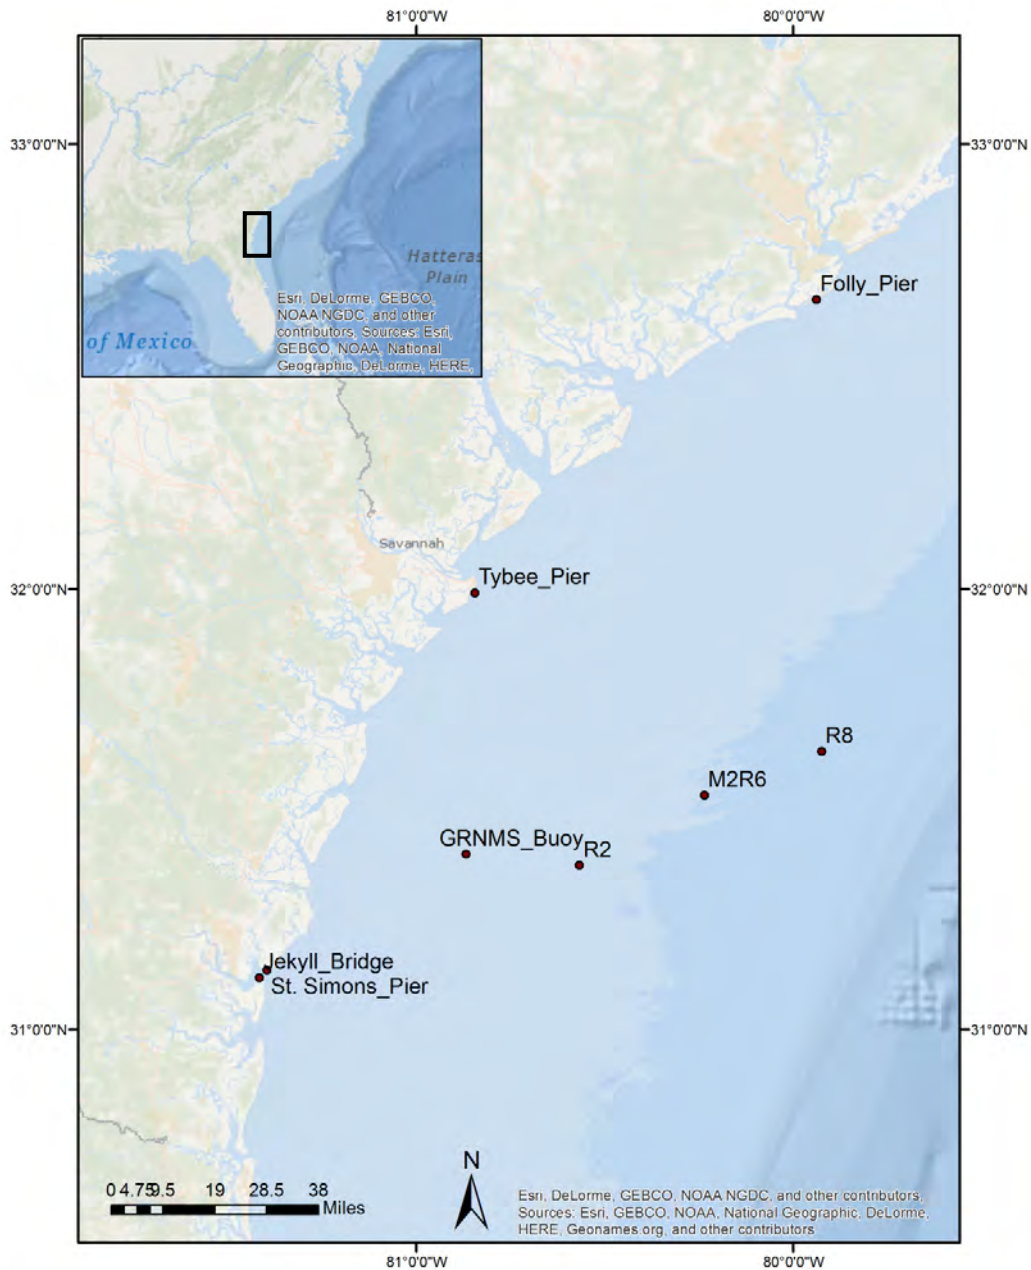 81°0'0"W
80°0'0"W
33°0'0"N
33°0'0"N
Hatteras
Plain
Esri, DeLorme, GEBCO,
NOAA NGDC, and other
contributors, Sources: Esri,
GEBCO, NOAA, National
Geographic, DeLorme, HERE,
of Mexico
Folly_Pier
Savannah
Tybee_Pier
32°0'0"N
32°0'0"N
R8
M2R6
GRNMS_Buoy
R2
Jekyll_Bridge
St. Simons_Pier
31°0'0"N
31°0'0"N
N
0 4.75 9.5 19 28.5 38
Miles
Esri, DeLorme, GEBCO, NOAA NGDC, and other contributors,
Sources: Esri, GEBCO, NOAA, National Geographic, DeLorme,
HERE, Geonames.org, and other contributors
81°0'0"W
80°0'0"W